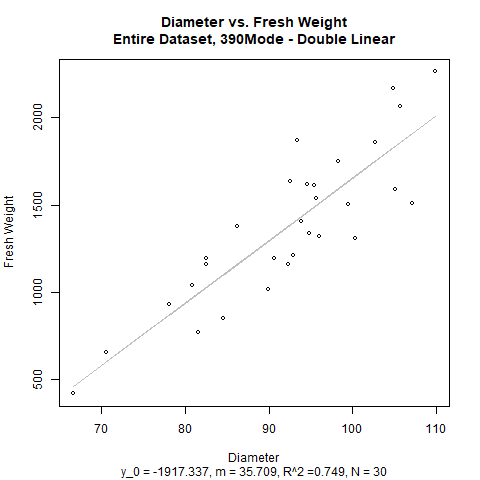 Diameter vs. Fresh Weight
Entire Dataset, 390Mode - Double Linear
Fresh Weight
2000
1500
1000
500
70 80 90 100 110
Diameter
y_0 = -1917.337, m = 35.709, R^2 =0.749, N = 30